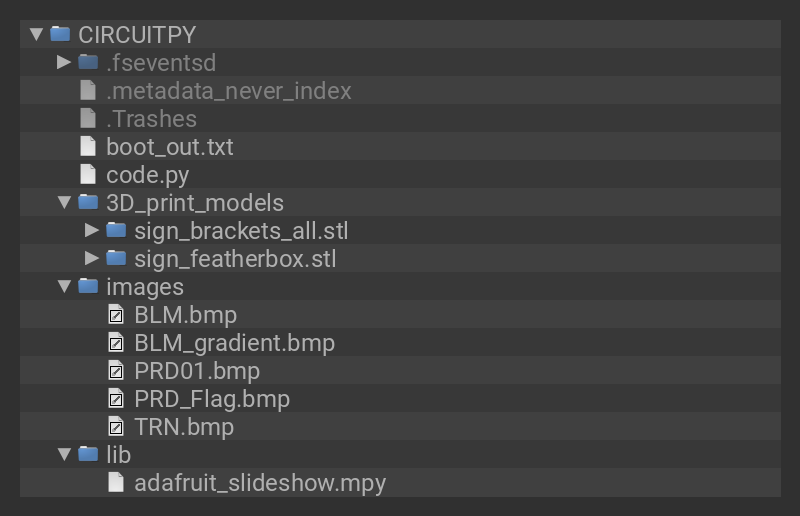 CIRCUITPY
.fseventsd
.metadata_never_index
.Trashes
boot_out.txt
code.py
3D_print_models
sign_brackets_all.stl
sign_featherbox.stl
images
BLM.bmp
BLM_gradient.bmp
PRD01.bmp
PRD_Flag.bmp
TRN.bmp
lib
adafruit_slideshow.mpy